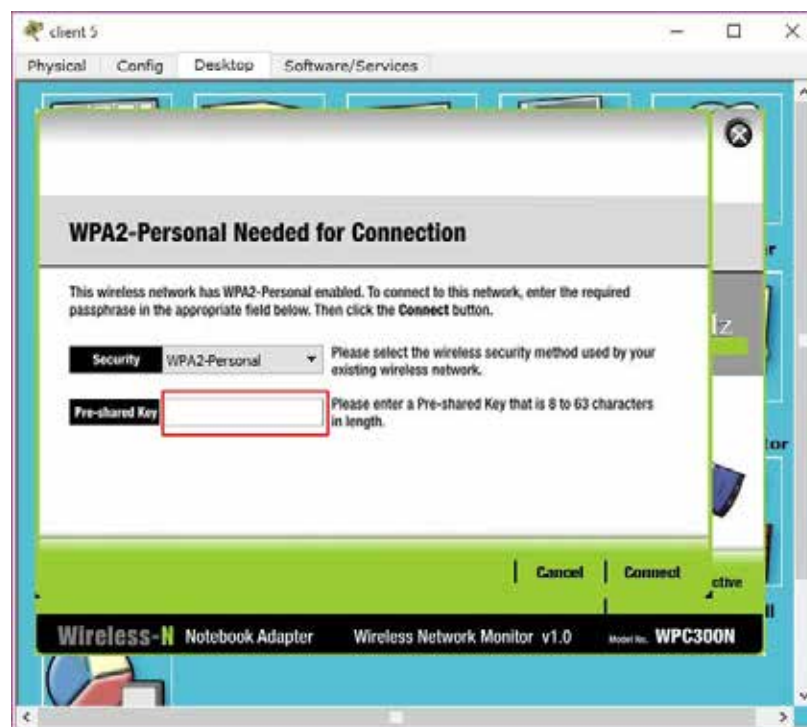 client 5
Physical Config Desktop Software/Services
WPA2-Personal Needed for Connection
This wireless network has WPA2-Personal enabled. To connect to this network, enter the required
passphrase in the appropriate field below. Then click the Connect button.
Security WPA2-Personal Please select the wireless security method used by your
existing wireless network.
Pre-shared Key Please enter a Pre-shared Key that is 8 to 63 characters
in length.
Cancel Connect
Wireless-N Notebook Adapter Wireless Network Monitor v1.0 Model No. WPC300N